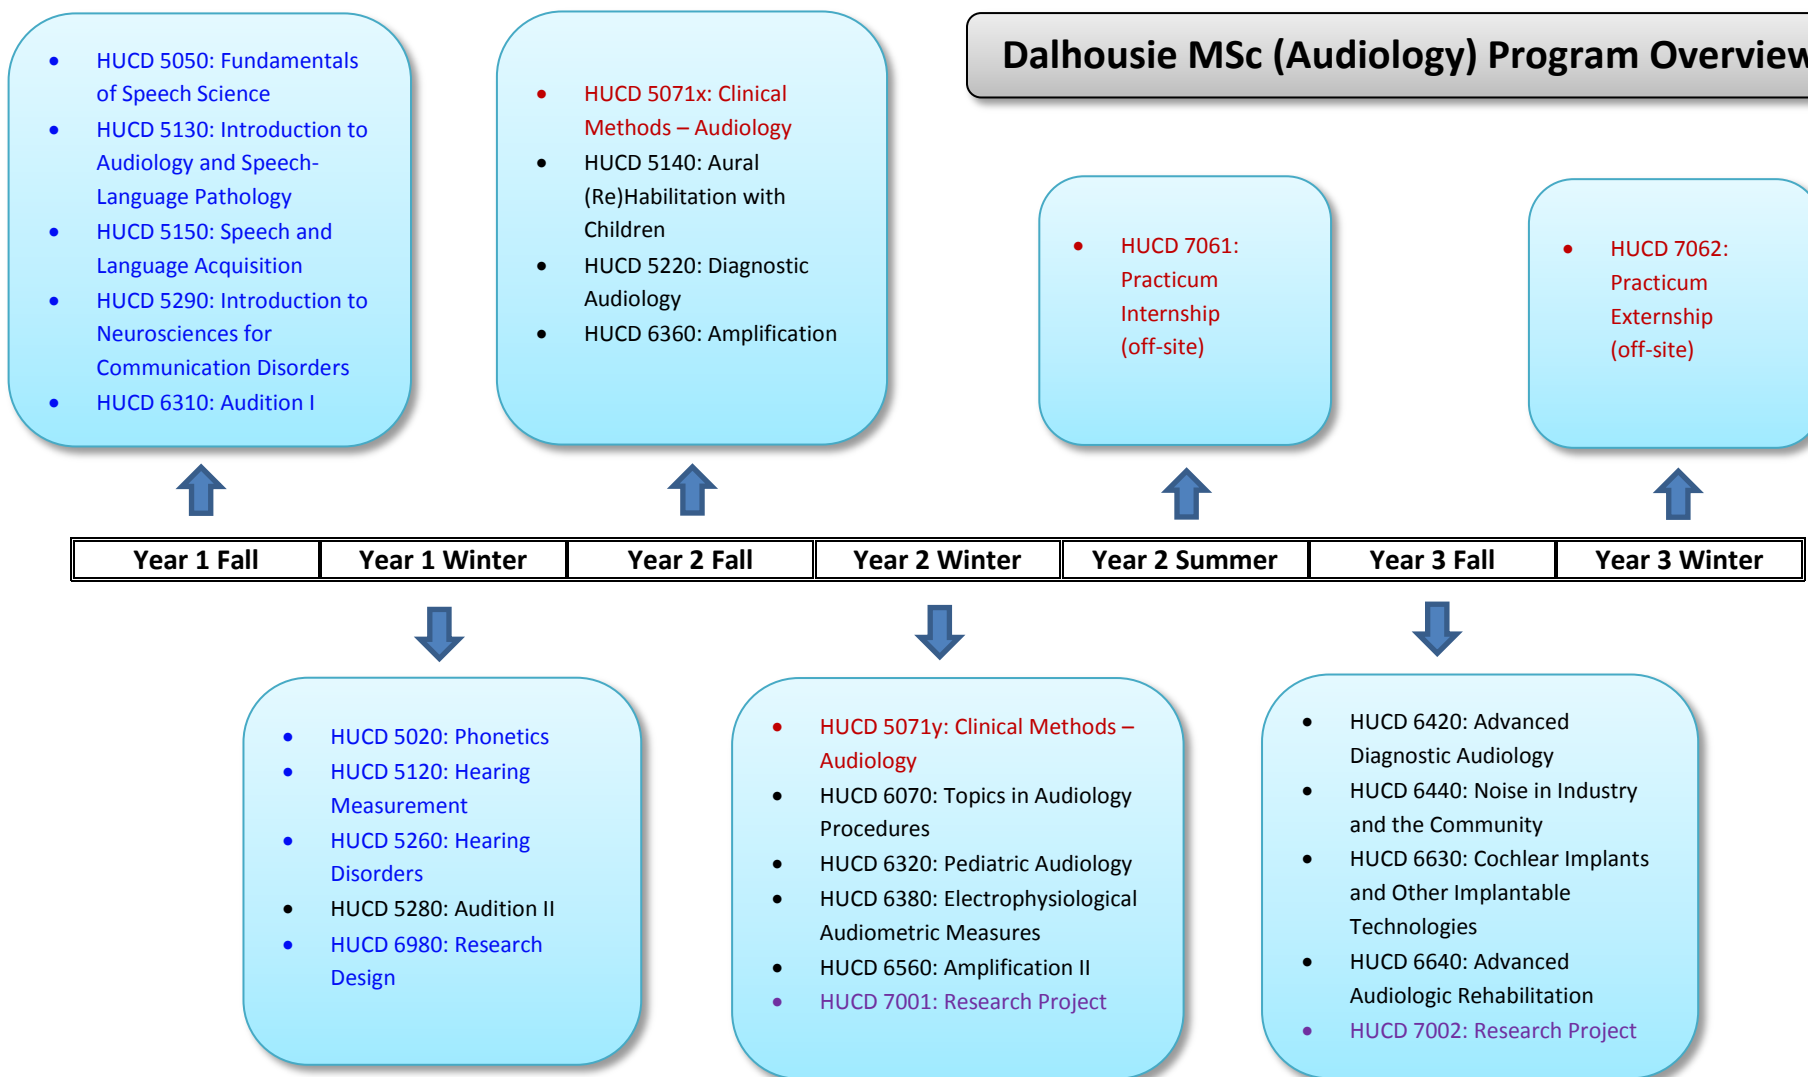 Dalhousie MSc (Audiology) Program Overview
• HUCD 5050: Fundamentals
of Speech Science
• HUCD 5130: Introduction to
Audiology and Speech-
Language Pathology
• HUCD 5150: Speech and
Language Acquisition
• HUCD 5290: Introduction to
Neurosciences for
Communication Disorders
• HUCD 6310: Audition I
• HUCD 5071x: Clinical
Methods – Audiology
• HUCD 5140: Aural
(Re)Habilitation with
Children
• HUCD 5220: Diagnostic
Audiology
• HUCD 6360: Amplification
• HUCD 7061:
Practicum
Internship
(off-site)
• HUCD 7062:
Practicum
Externship
(off-site)
Year 1 Fall
Year 1 Winter
Year 2 Fall
Year 2 Winter
Year 2 Summer
Year 3 Fall
Year 3 Winter
• HUCD 5020: Phonetics
• HUCD 5120: Hearing
Measurement
• HUCD 5260: Hearing
Disorders
• HUCD 5280: Audition II
• HUCD 6980: Research
Design
• HUCD 5071y: Clinical Methods –
Audiology
• HUCD 6070: Topics in Audiology
Procedures
• HUCD 6320: Pediatric Audiology
• HUCD 6380: Electrophysiological
Audiometric Measures
• HUCD 6560: Amplification II
• HUCD 7001: Research Project
• HUCD 6420: Advanced
Diagnostic Audiology
• HUCD 6440: Noise in Industry
and the Community
• HUCD 6630: Cochlear Implants
and Other Implantable
Technologies
• HUCD 6640: Advanced
Audiologic Rehabilitation
• HUCD 7002: Research Project